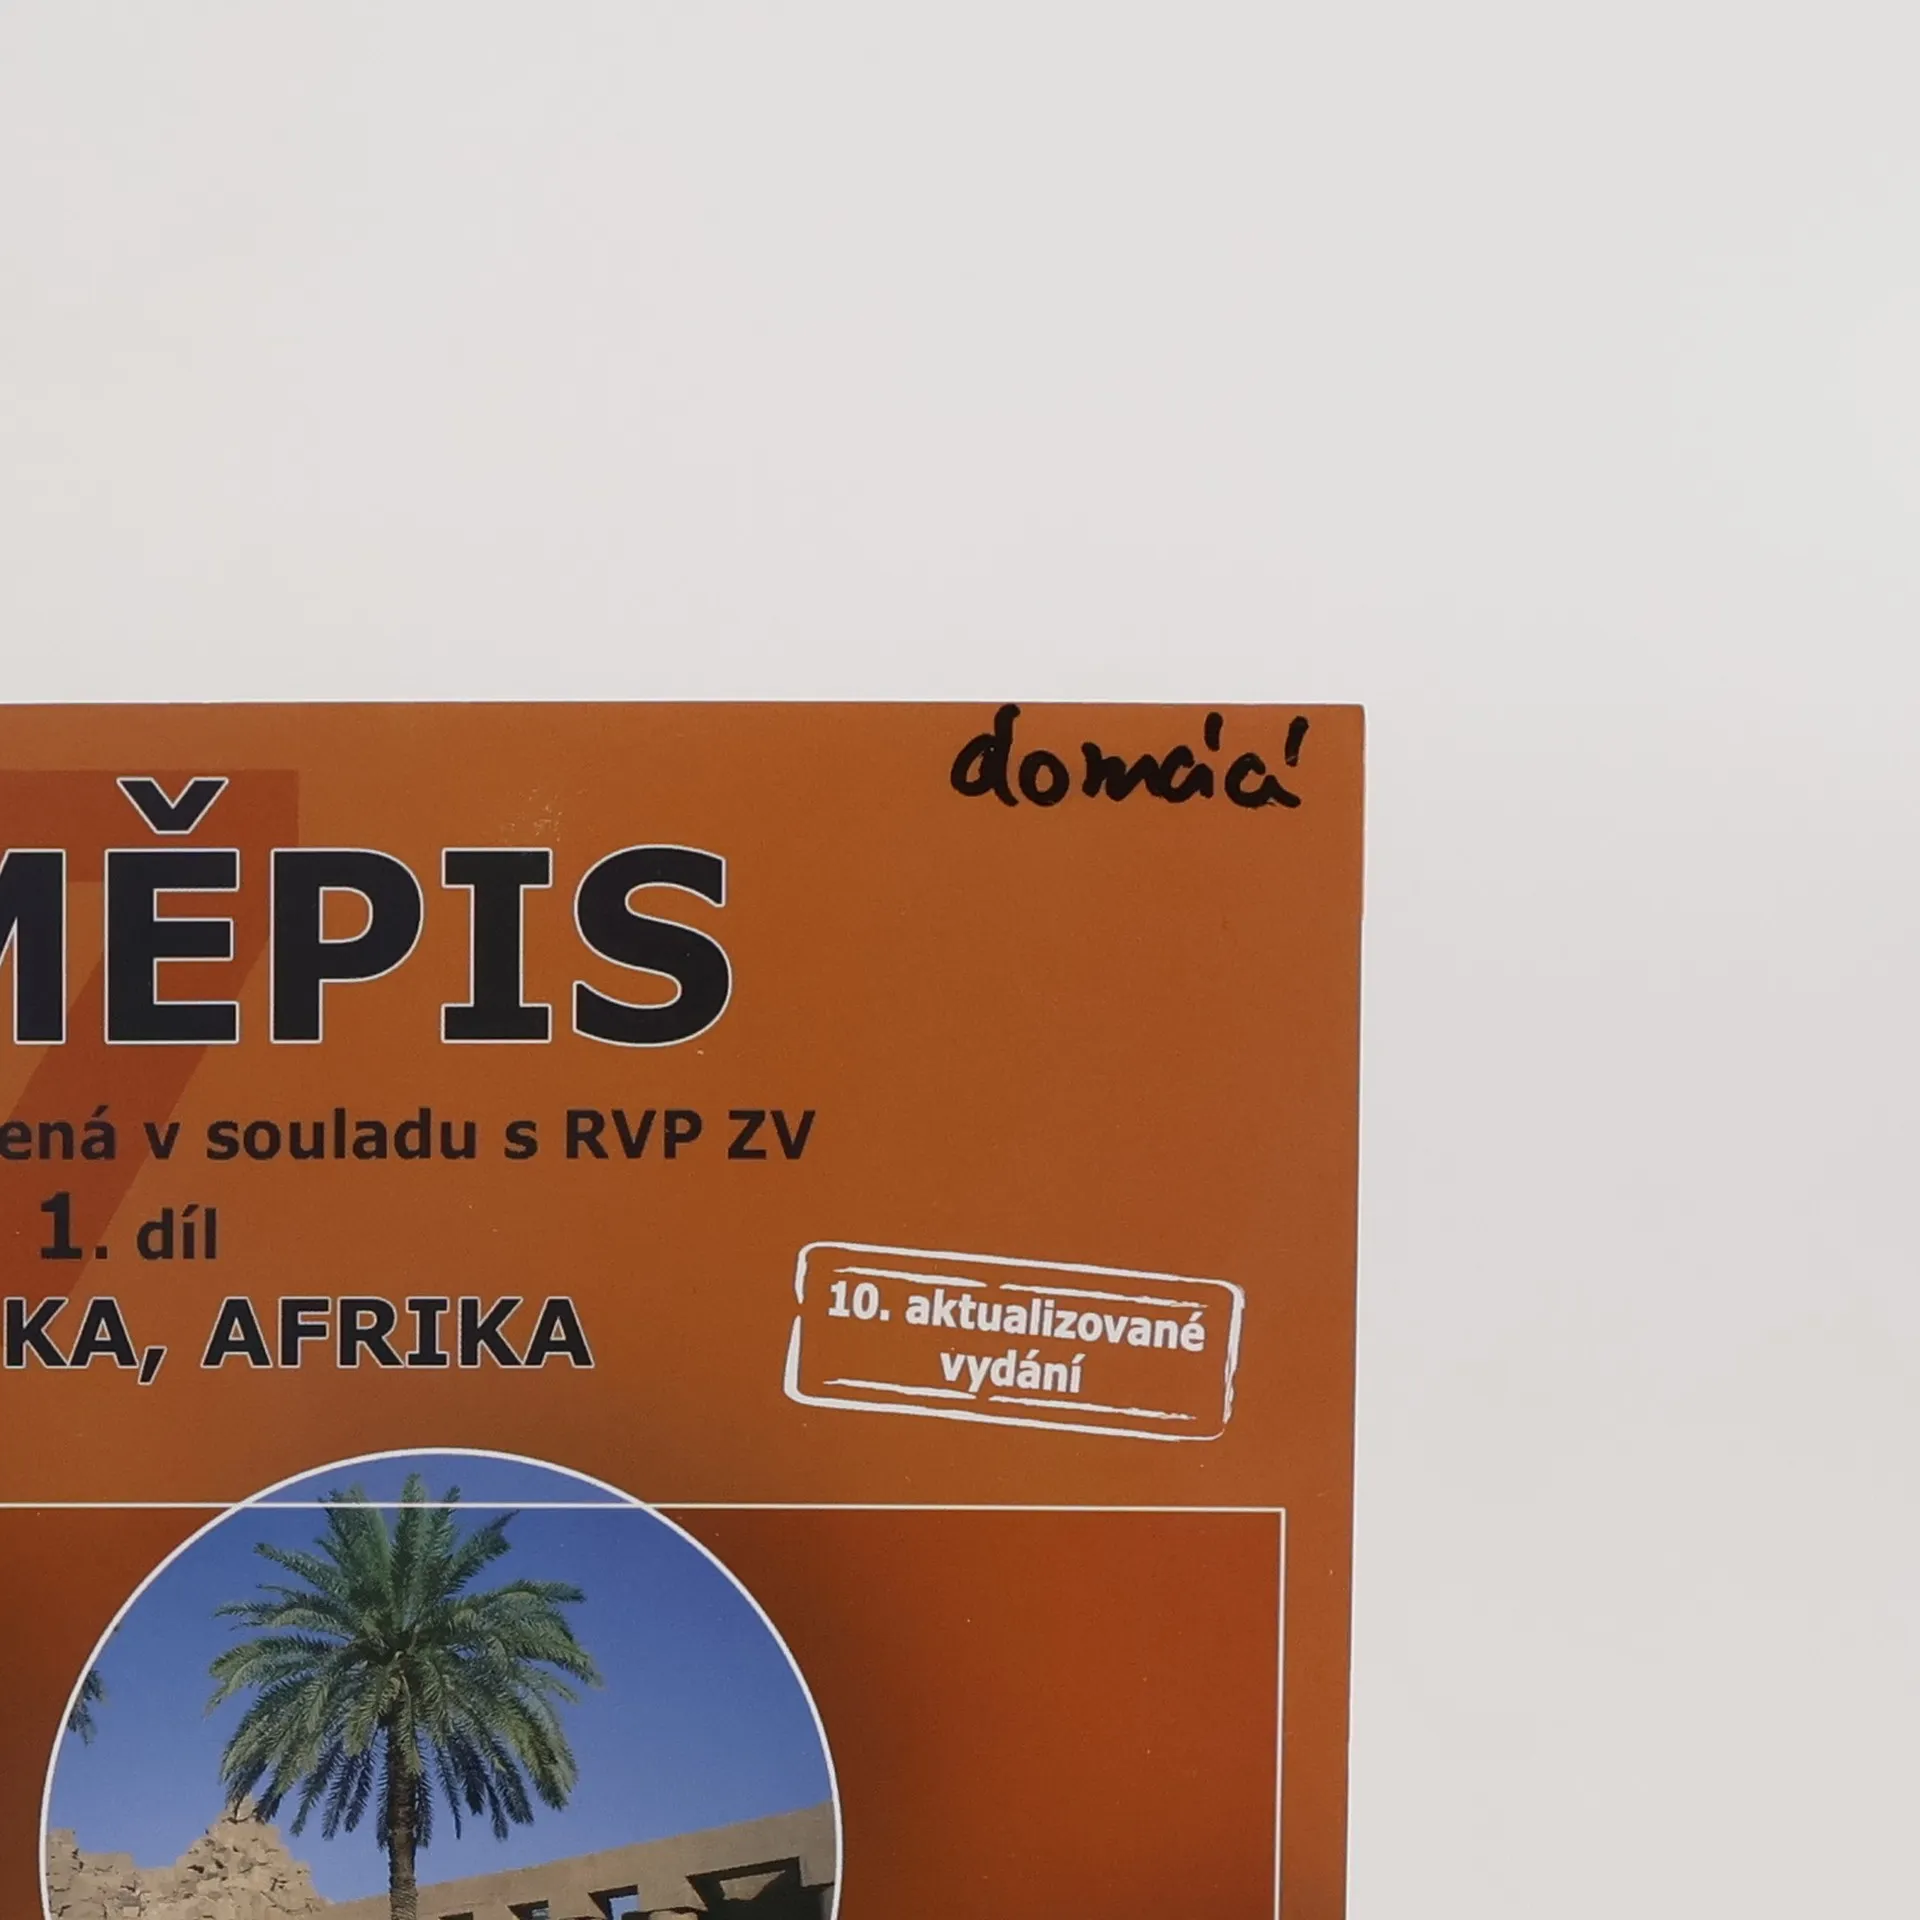 domácí
MĚPIS
ená v souladu s RVP ZV
1. díl
KA, AFRIKA
10. aktualizované
vydání